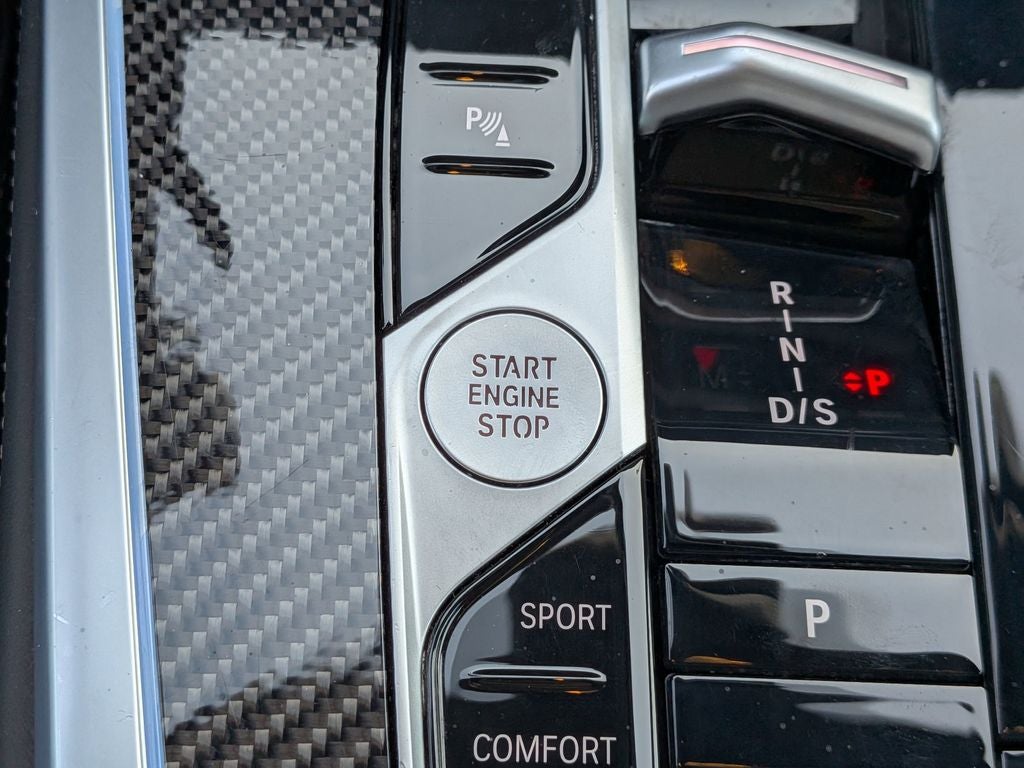 P
START
ENGINE
STOP
R
N
D/S
P
SPORT
P
COMFORT